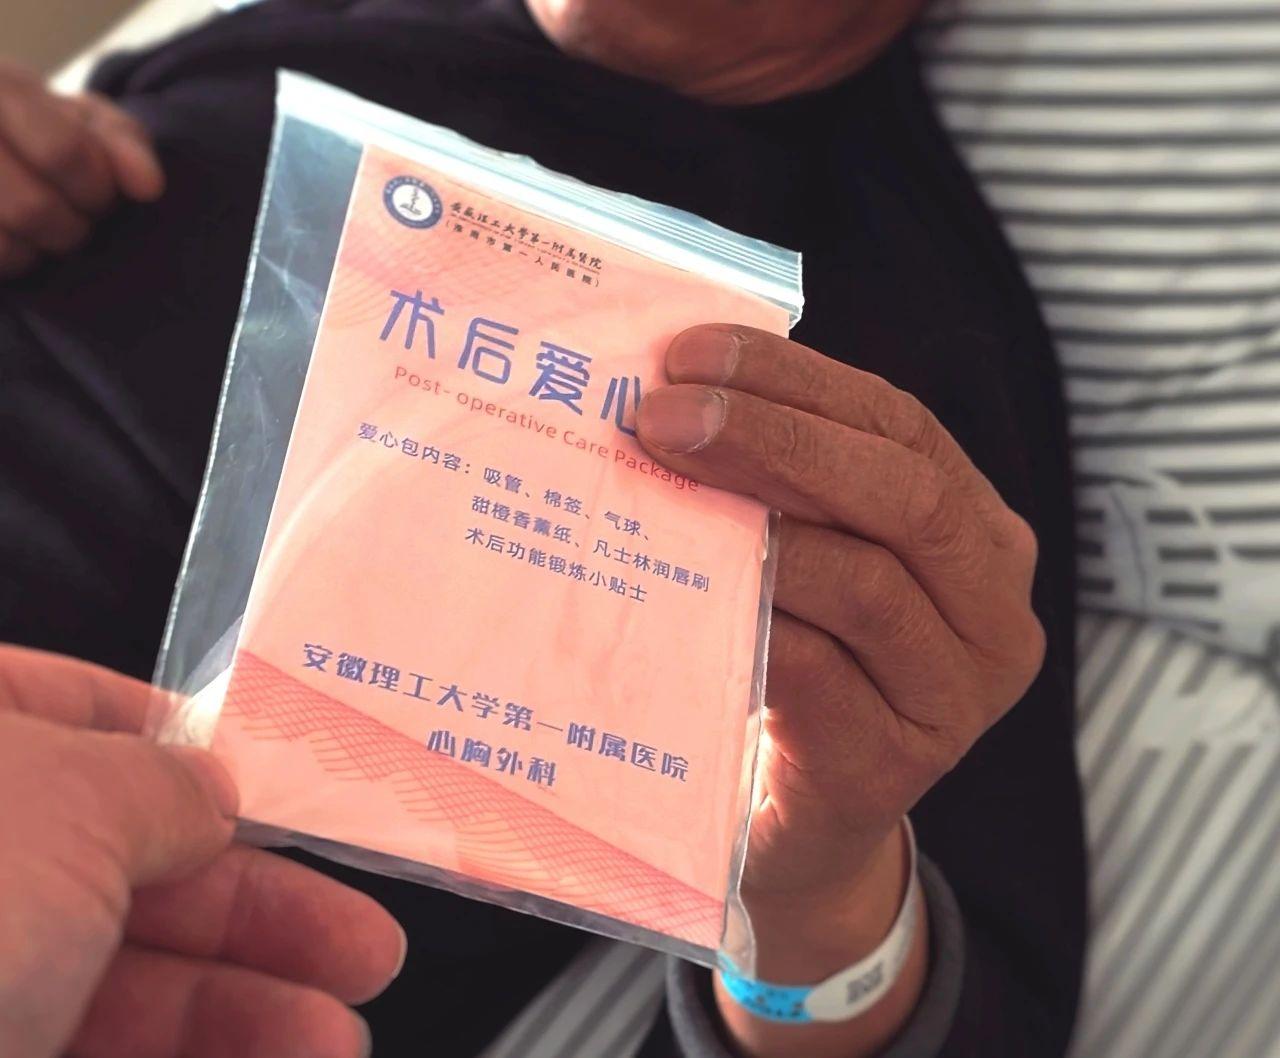 安徽理工大学第一附属醫院
(淮南市第一人民医院)
术后爱心
Post-operative Care Package
爱心包内容：吸管、棉签、气球、
甜橙香薰纸、凡士林润唇刷
术后功能锻炼小贴士
安徽理工大学第一附属医院
心胸外科